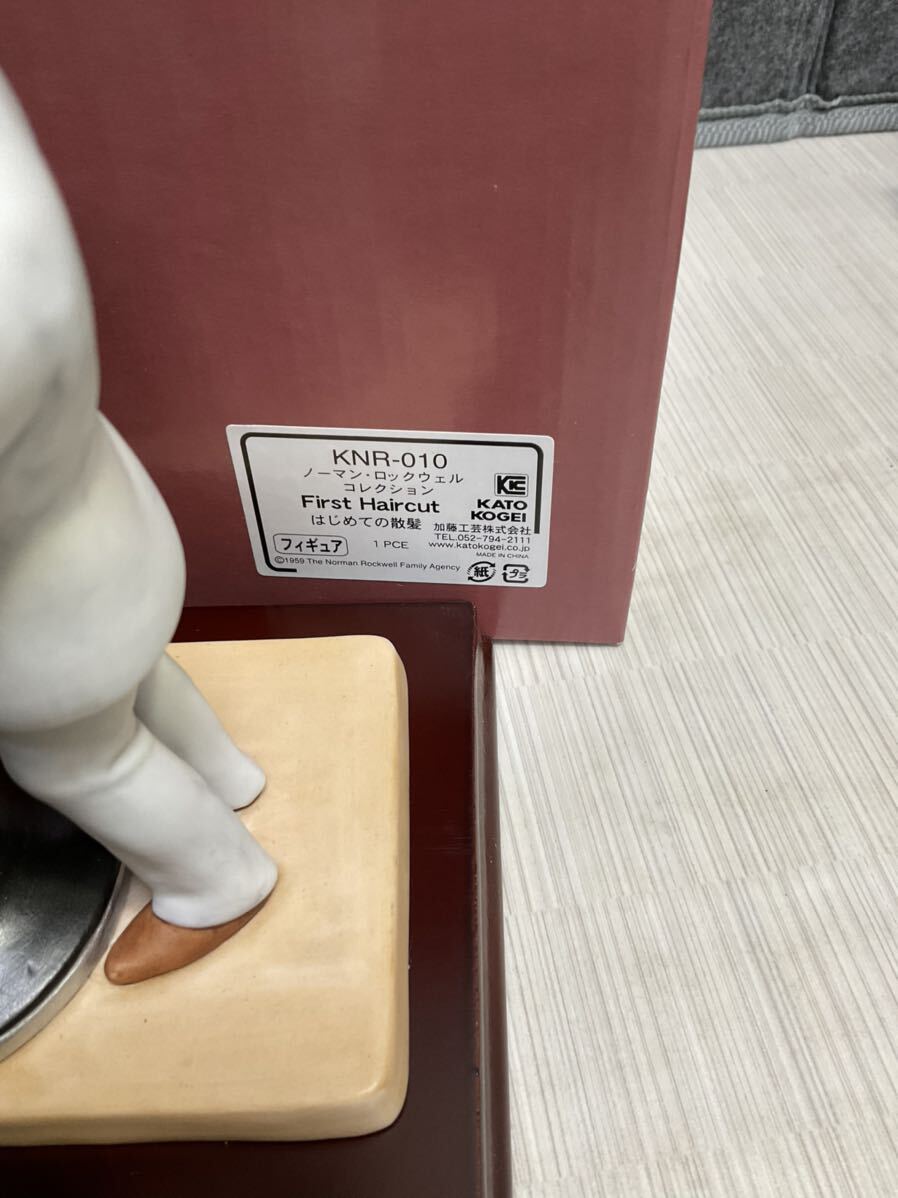 KNR-010
ノーマン・ロックウェル
コレクション
First Haircut
はじめての散髪
フィギュア
1 PCE
©1959 The Norman Rockwell Family Agency
KATO
KOGEI
加藤工芸株式会社
TEL.052-794-2111
www.katokogei.co.jp
MADE IN CHINA
紙
プラ